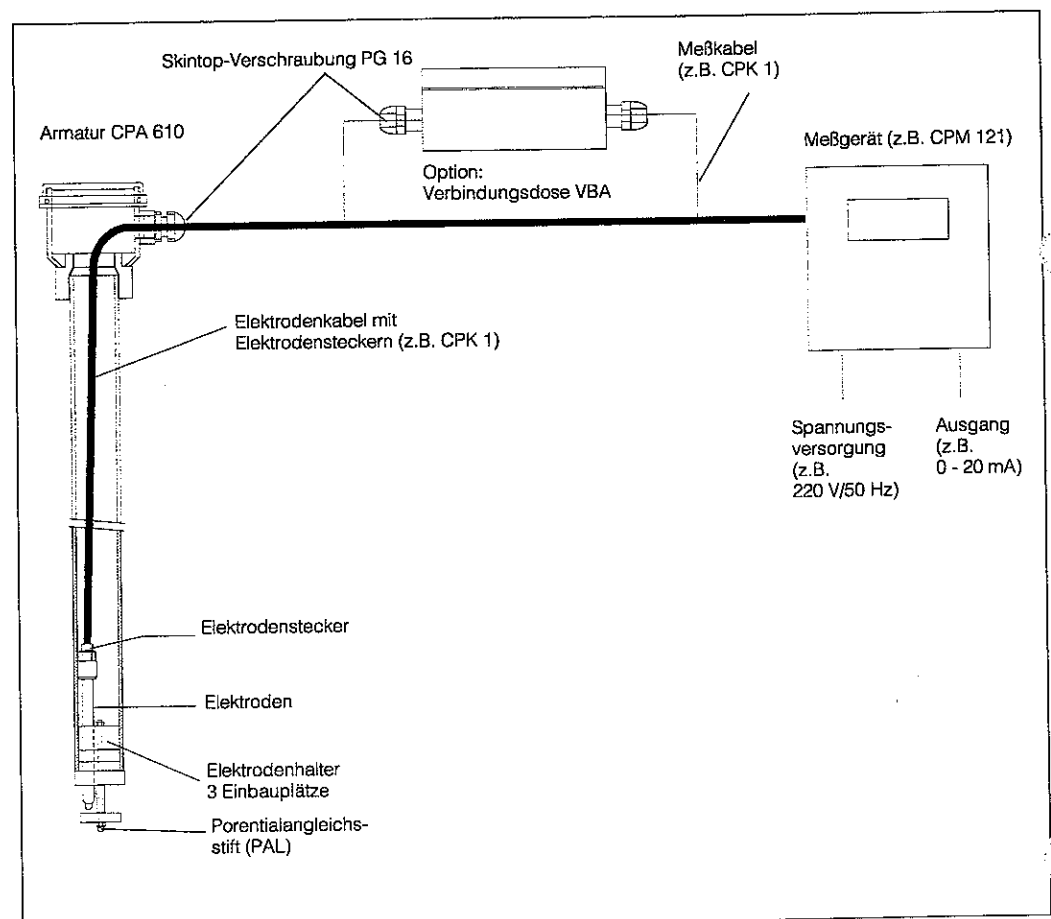 Skintop-Verschraubung PG 16
Meßkabel
(z.B. CPK 1)
Armatur CPA 610
Meßgerät (z.B. CPM 121)
Option:
Verbindungsdose VBA
Elektrodenkabel mit
Elektrodensteckern (z.B. CPK 1)
Spannungs-
versorgung
(z.B.
220 V/50 Hz)
Ausgang
(z.B.
0 - 20 mA)
Elektrodenstecker
Elektroden
Elektrodenhalter
3 Einbauplätze
Porentialangleichs-
stift (PAL)